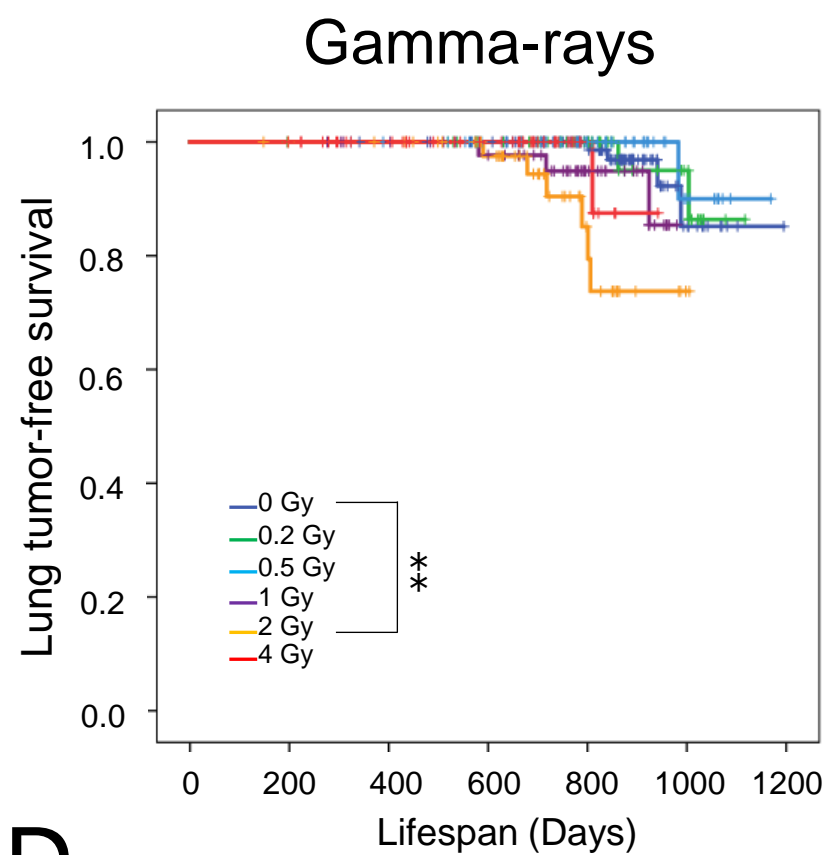 Gamma-rays
Lung tumor-free survival
1.0
0.8
0.6
0.4
0.2
0.0
0 Gy
0.2 Gy
0.5 Gy
1 Gy
2 Gy
4 Gy
**
0 200 400 600 800 1000 1200
Lifespan (Days)
D